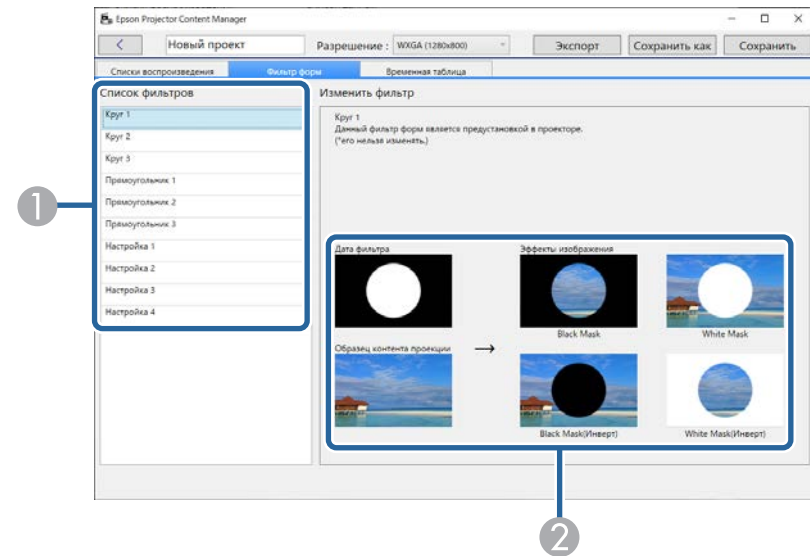 Epson Projector Content Manager
Новый проект Разрешение : WXGA (1280x800) Экспорт Сохранить как Сохранить
Списки воспроизведения Фильтр форм Временная таблица
Список фильтров
Круг 1
Круг 2
Круг 3
Прямоугольник 1
Прямоугольник 2
Прямоугольник 3
Настройка 1
Настройка 2
Настройка 3
Настройка 4
Изменить фильтр
Круг 1
Данный фильтр форм является предустановкой в проекторе.
(*его нельзя изменять.)
Дата фильтра
Образец контента проекции
→
Эффекты изображения
Black Mask White Mask
Black Mask(Инверт) White Mask(Инверт)
1
2